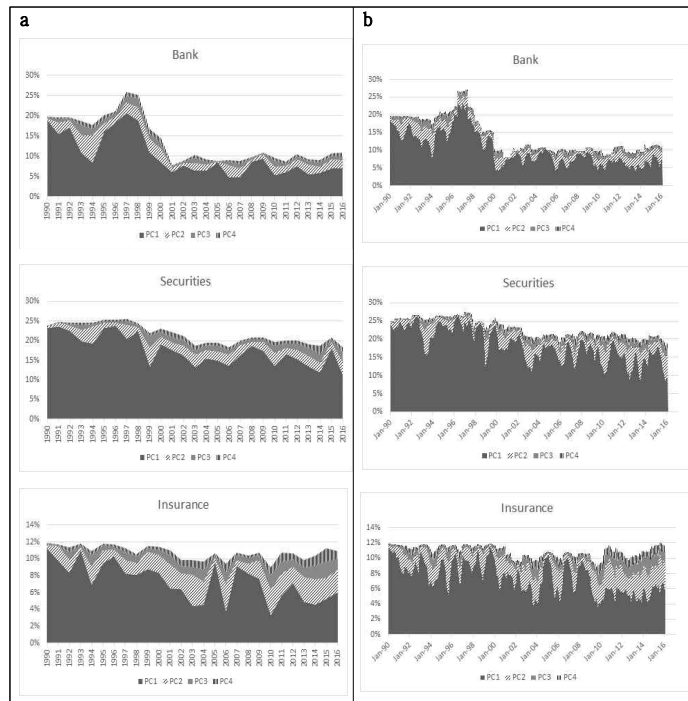 a
Bank
30%
25%
20%
15%
10%
5%
0%
1990 1991 1992 1993 1994 1995 1996 1997 1998 1999 2000 2001 2002 2003 2004 2005 2006 2007 2008 2009 2010 2011 2012 2013 2014 2015 2016
PC1 PC2 PC3 PC4
Securities
30%
25%
20%
15%
10%
5%
0%
1990 1991 1992 1993 1994 1995 1996 1997 1998 1999 2000 2001 2002 2003 2004 2005 2006 2007 2008 2009 2010 2011 2012 2013 2014 2015 2016
PC1 PC2 PC3 PC4
Insurance
14%
12%
10%
8%
6%
4%
2%
0%
1990 1991 1992 1993 1994 1995 1996 1997 1998 1999 2000 2001 2002 2003 2004 2005 2006 2007 2008 2009 2010 2011 2012 2013 2014 2015 2016
PC1 PC2 PC3 PC4
b
Bank
30%
25%
20%
15%
10%
5%
0%
Jan-90 Jan-92 Jan-94 Jan-96 Jan-98 Jan-00 Jan-02 Jan-04 Jan-06 Jan-08 Jan-10 Jan-12 Jan-14 Jan-16
PC1 PC2 PC3 PC4
Securities
30%
25%
20%
15%
10%
5%
0%
Jan-90 Jan-92 Jan-94 Jan-96 Jan-98 Jan-00 Jan-02 Jan-04 Jan-06 Jan-08 Jan-10 Jan-12 Jan-14 Jan-16
PC1 PC2 PC3 PC4
Insurance
14%
12%
10%
8%
6%
4%
2%
0%
Jan-90 Jan-92 Jan-94 Jan-96 Jan-98 Jan-00 Jan-02 Jan-04 Jan-06 Jan-08 Jan-10 Jan-12 Jan-14 Jan-16
PC1 PC2 PC3 PC4